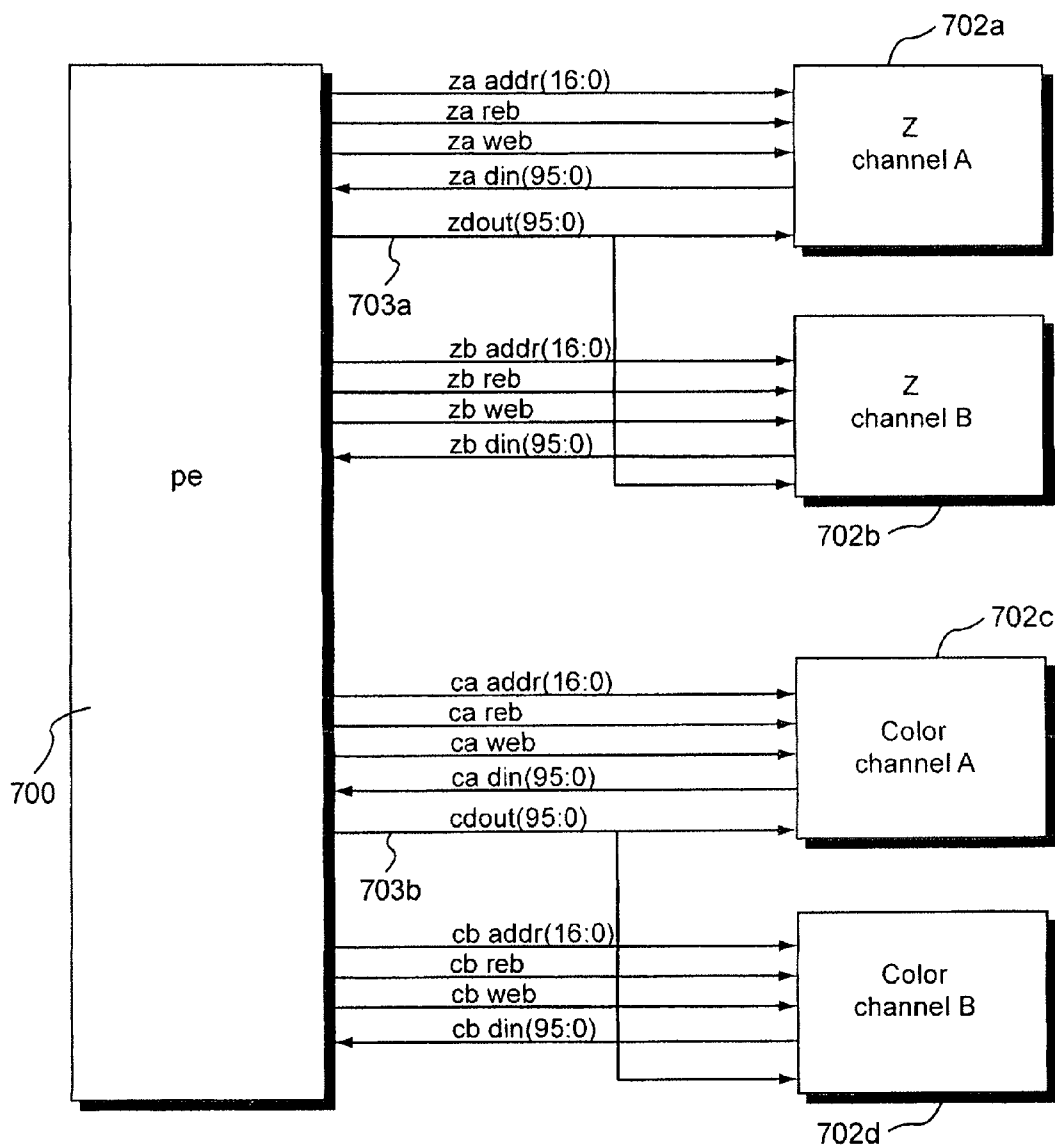 702a
za addr(16:0)
za reb
za web
za din(95:0)
zdout(95:0)
Z
channel A
703a
zb addr(16:0)
zb reb
zb web
zb din(95:0)
Z
channel B
pe
702b
702c
ca addr(16:0)
ca reb
ca web
ca din(95:0)
cdout(95:0)
Color
channel A
700
703b
cb addr(16:0)
cb reb
cb web
cb din(95:0)
Color
channel B
702d